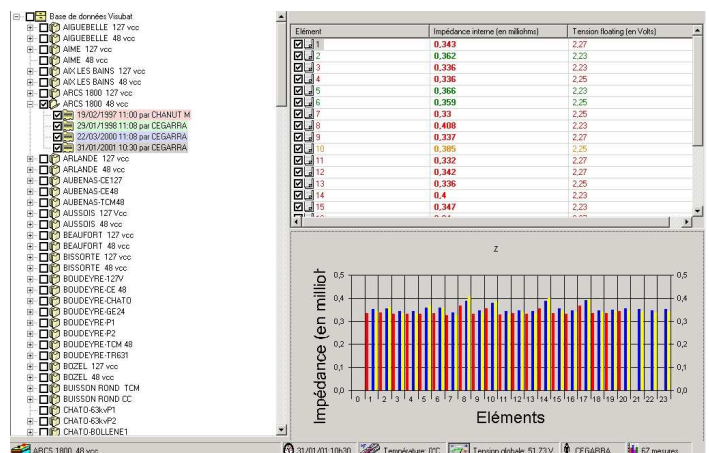 Base de données Visubat
AIGUEBELLE 127 vcc
AIGUEBELLE 48 vcc
AIME 127 vcc
AIME 48 vcc
AIX LES BAINS 127 vcc
AIX LES BAINS 48 vcc
ARCS 1800 127 vcc
ARCS 1800 48 vcc
19/02/1997 11:00 par CHANUT M
29/01/1998 11:08 par CEGARRA
22/03/2000 11:08 par CEGARRA
31/01/2001 10:30 par CEGARRA
ARLANDE 127 vcc
ARLANDE 48 vcc
AUBENAS-CE127
AUBENAS-CE48
AUBENAS-TCM48
AUSSOIS 127 Vcc
AUSSOIS 48 vcc
BEAUFORT 127 vcc
BEAUFORT 48 vcc
BISSORTE 127 vcc
BISSORTE 48 vcc
BOUDEYRE-127V
BOUDEYRE-CE 48
BOUDEYRE-CHATO
BOUDEYRE-GE24
BOUDEYRE-P1
BOUDEYRE-P2
BOUDEYRE-TCM 48
BOUDEYRE-TR631
BOZEL 127 vcc
BOZEL 48 vcc
BUISSON ROND TCM
BUISSON ROND CC
CHATO-63kvP1
CHATO-63kvP2
CHATO-BOLLENE1
Elément Impédance interne (en milliohms) Tension floating (en Volts)
1 0,343 2,27
2 0,362 2,23
3 0,336 2,23
4 0,336 2,25
5 0,366 2,23
6 0,359 2,25
7 0,33 2,25
8 0,408 2,23
9 0,337 2,27
10 0,385 2,25
11 0,332 2,27
12 0,342 2,27
13 0,336 2,25
14 0,4 2,23
15 0,347 2,23
Z
Impédance (en milliohm
0,5 0,5
0,4 0,4
0,3 0,3
0,2 0,2
0,1 0,1
0,0 0,0
0 1 2 3 4 5 6 7 8 9 10 11 12 13 14 15 16 17 18 19 20 21 22 23
Eléments
ARCS 1800 48 vcc 31/01/01 10h30 Température: 0°C Tension globale: 51,73 V CEGARRA 67 mesures